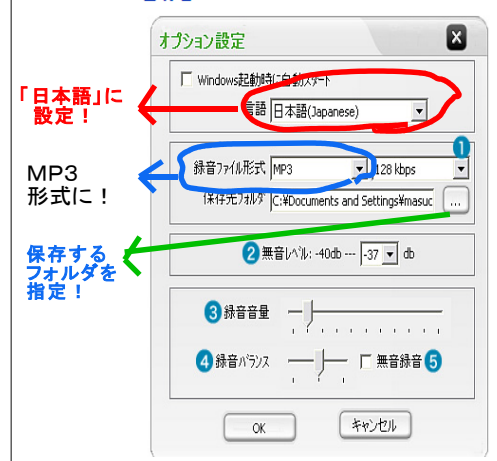 オプション設定
X
Windows起動時に自動スタート
「日本語」に
設定！
言語 日本語(Japanese)
1
録音ファイル形式 MP3 128 kbps
MP3
形式に！
保存先フォルダ C:¥Documents and Settings¥masuc ...
保存する
フォルダを
指定！
2 無音レベル: -40db --- -37 db
3 録音音量
4 録音バランス 無音録音 5
OK キャンセル